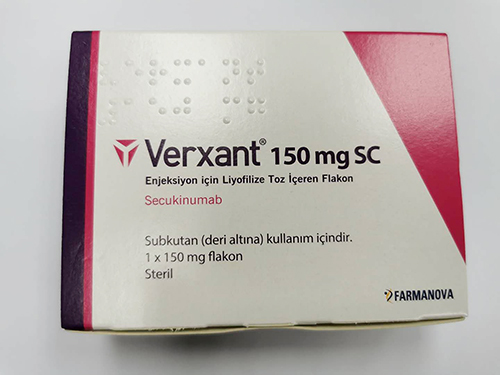 Verxant® 150 mg SC
Enjeksiyon için Liyofilize Toz İçeren Flakon
Secukinumab
Subkutan (deri altına) kullanım içindir.
1 x 150 mg flakon
Steril
FARMANOVA